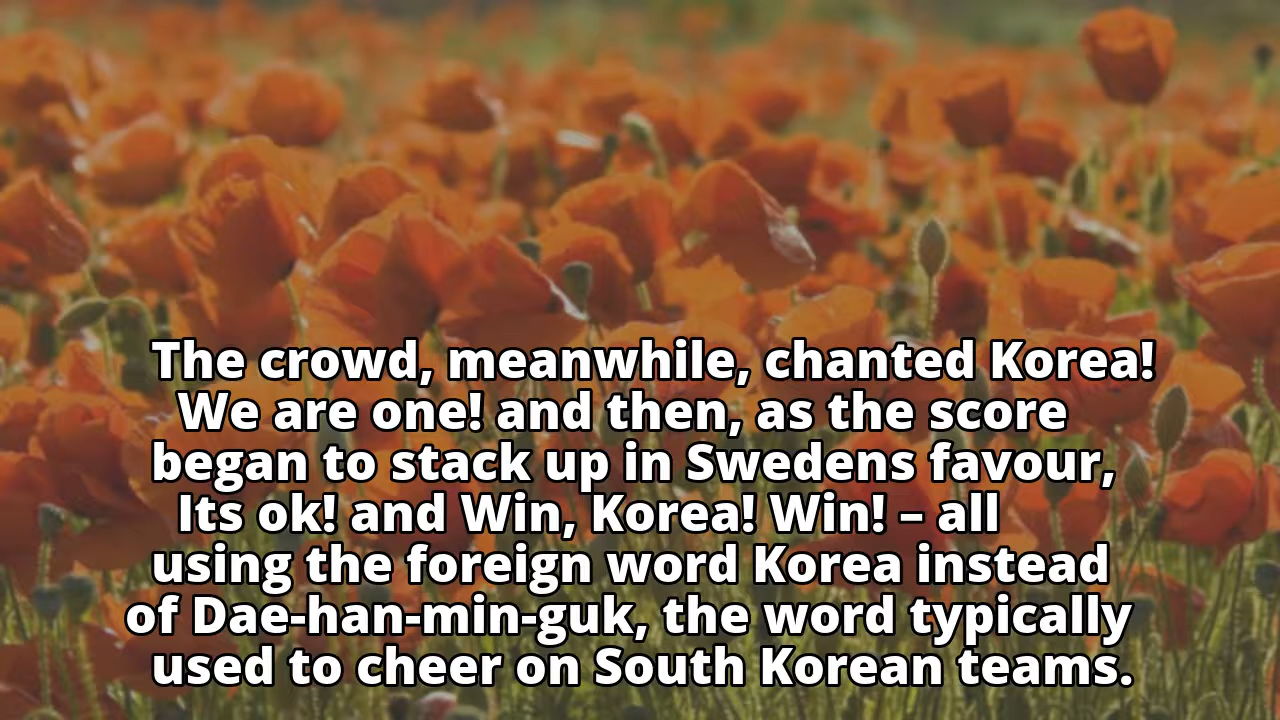 The crowd, meanwhile, chanted Korea!
We are one! and then, as the score
began to stack up in Swedens favour,
Its ok! and Win, Korea! Win! – all
using the foreign word Korea instead
of Dae-han-min-guk, the word typically
used to cheer on South Korean teams.